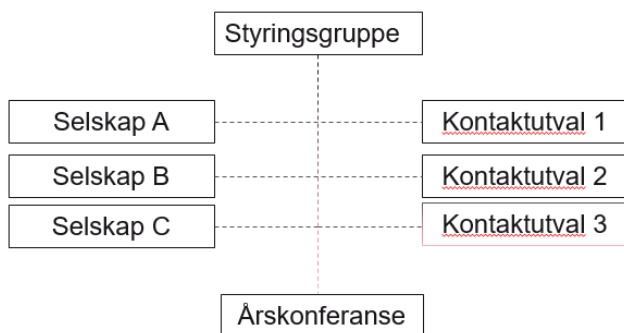 Styringsgruppe
Selskap A
Kontaktutval 1
Selskap B
Kontaktutval 2
Selskap C
Kontaktutval 3
Årskonferanse